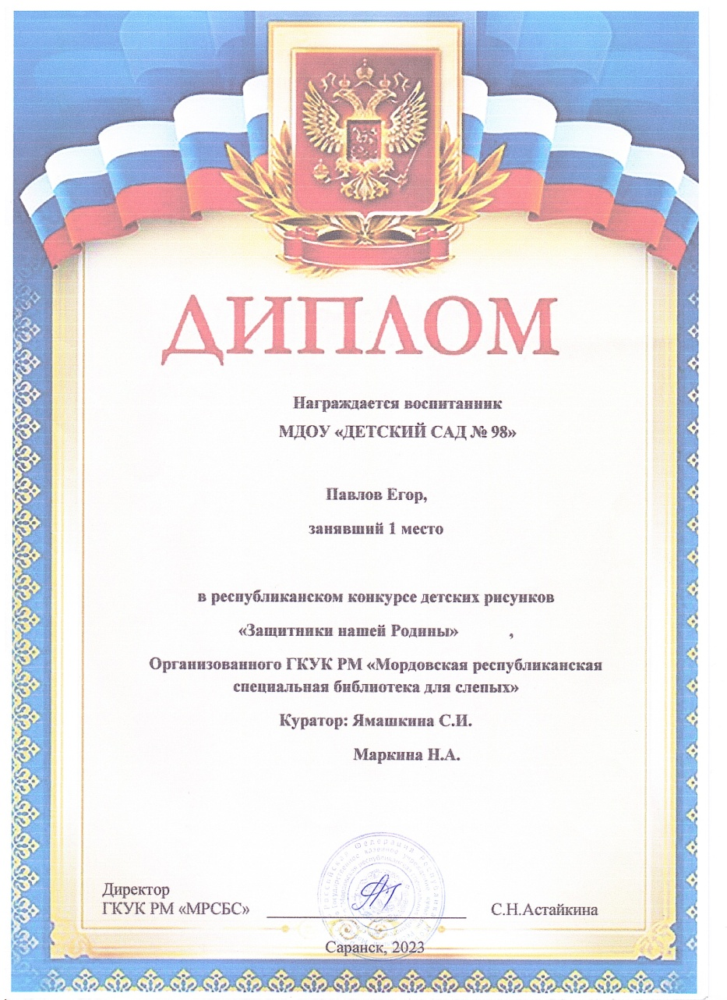 ДИПЛОМ
Награждается воспитанник
МДОУ «ДЕТСКИЙ САД № 98»
Павлов Егор,
занявший 1 место
в республиканском конкурсе детских рисунков
«Защитники нашей Родины» ,
Организованного ГКУК РМ «Мордовская республиканская
специальная библиотека для слепых»
Куратор: Ямашкина С.И.
Маркина Н.А.
Директор
ГКУК РМ «МРСБС» С.Н.Астайкина
Саранск, 2023